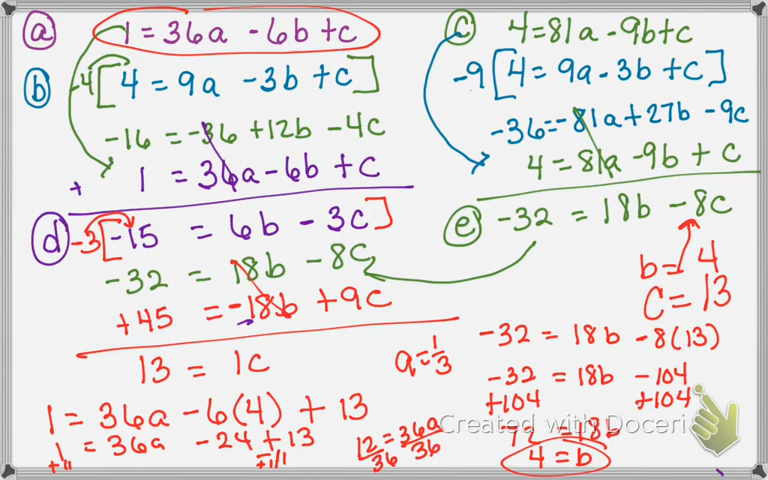 a 1 = 36a - 6b + c
b -4[4 = 9a - 3b + c]
-16 = -36 + 12b - 4c
+ 1 = 36a - 6b + c
d -3[-15 = 6b - 3c]
-32 = 18b - 8c
+45 = -18b + 9c
13 = 1c
a = 1/3
1 = 36a - 6(4) + 13
1 = 36a - 24 + 13
+11 +11
12/36 = 36a/36
c 4 = 81a - 9b + c
-9[4 = 9a - 3b + c]
-36 = -81a + 27b - 9c
4 = 81a - 9b + c
e -32 = 18b - 8c
b = 4
c = 13
-32 = 18b - 8(13)
-32 = 18b - 104
+104 +104
Created with Doceri
72 = 18b
4 = b